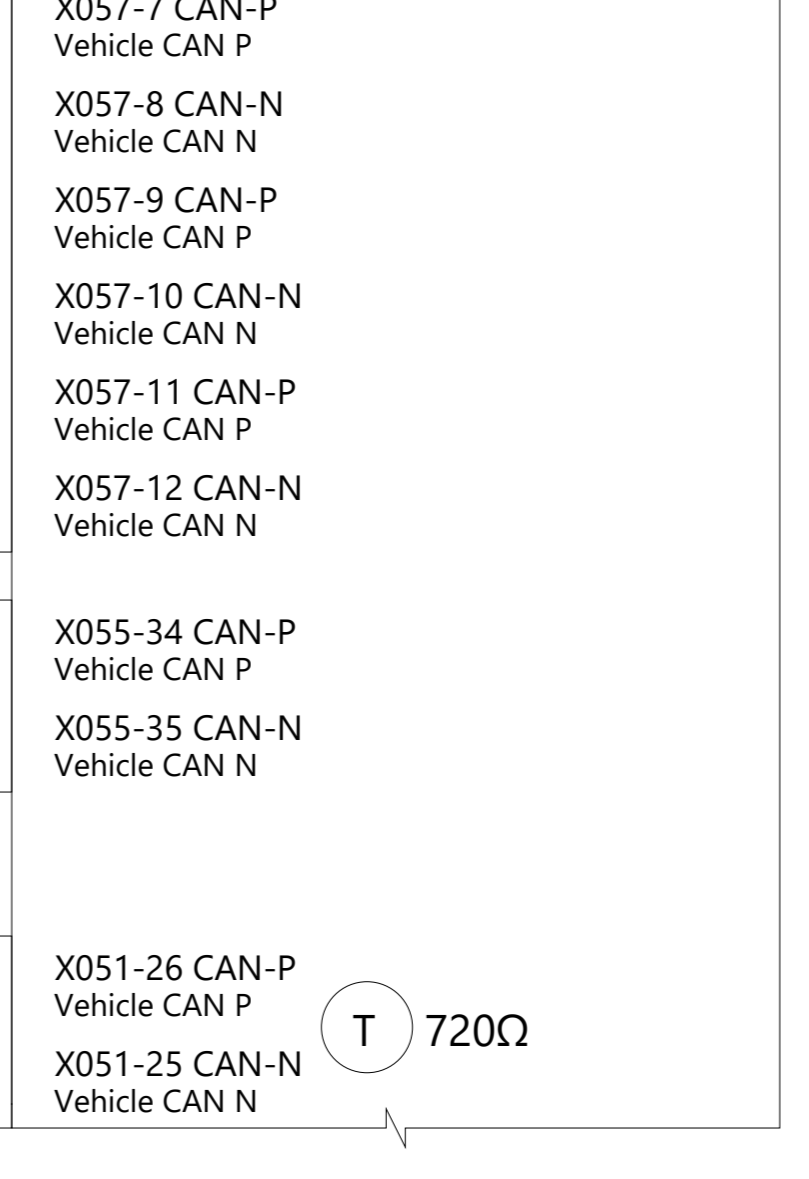 X057-7 CAN-P
Vehicle CAN P
X057-8 CAN-N
Vehicle CAN N
X057-9 CAN-P
Vehicle CAN P
X057-10 CAN-N
Vehicle CAN N
X057-11 CAN-P
Vehicle CAN P
X057-12 CAN-N
Vehicle CAN N
X055-34 CAN-P
Vehicle CAN P
X055-35 CAN-N
Vehicle CAN N
X051-26 CAN-P
Vehicle CAN P
T 720Ω
X051-25 CAN-N
Vehicle CAN N